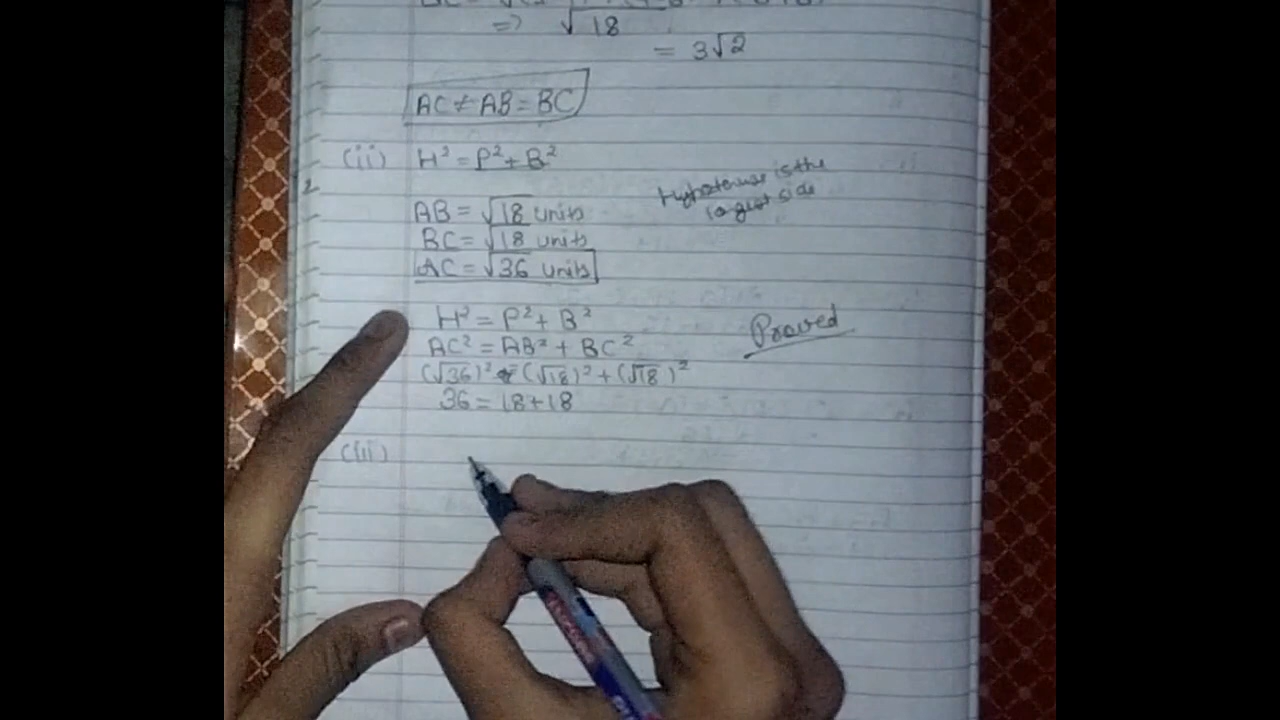 => √18
= 3√2
AC ≠ AB = BC
(ii) H² = P² + B²
Hypotenuse is the
largest side
AB = √18 units
BC = √18 units
AC = √36 units
H² = P² + B²
Proved
AC² = AB² + BC²
(√36)² = (√18)² + (√18)²
36 = 18 + 18
(iii)